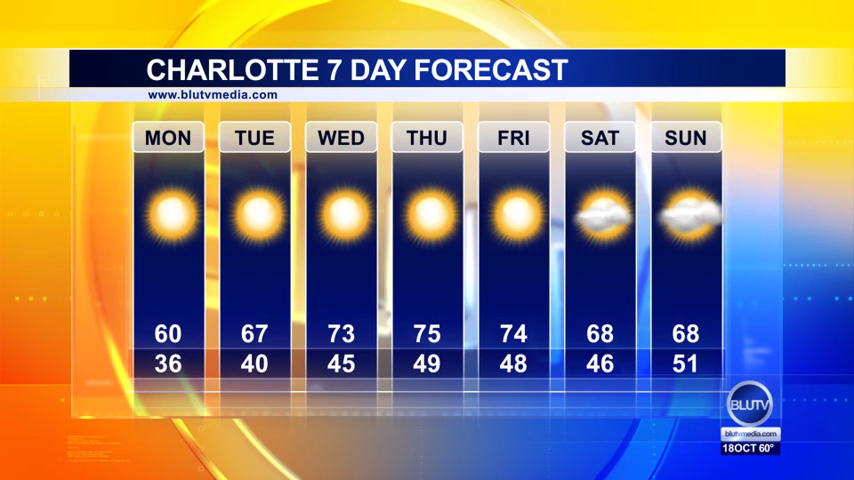 CHARLOTTE 7 DAY FORECAST
www.blutvmedia.com
MON TUE WED THU FRI SAT SUN
60 67 73 75 74 68 68
36 40 45 49 48 46 51
BLUTV
blutvmedia.com
18OCT 60°